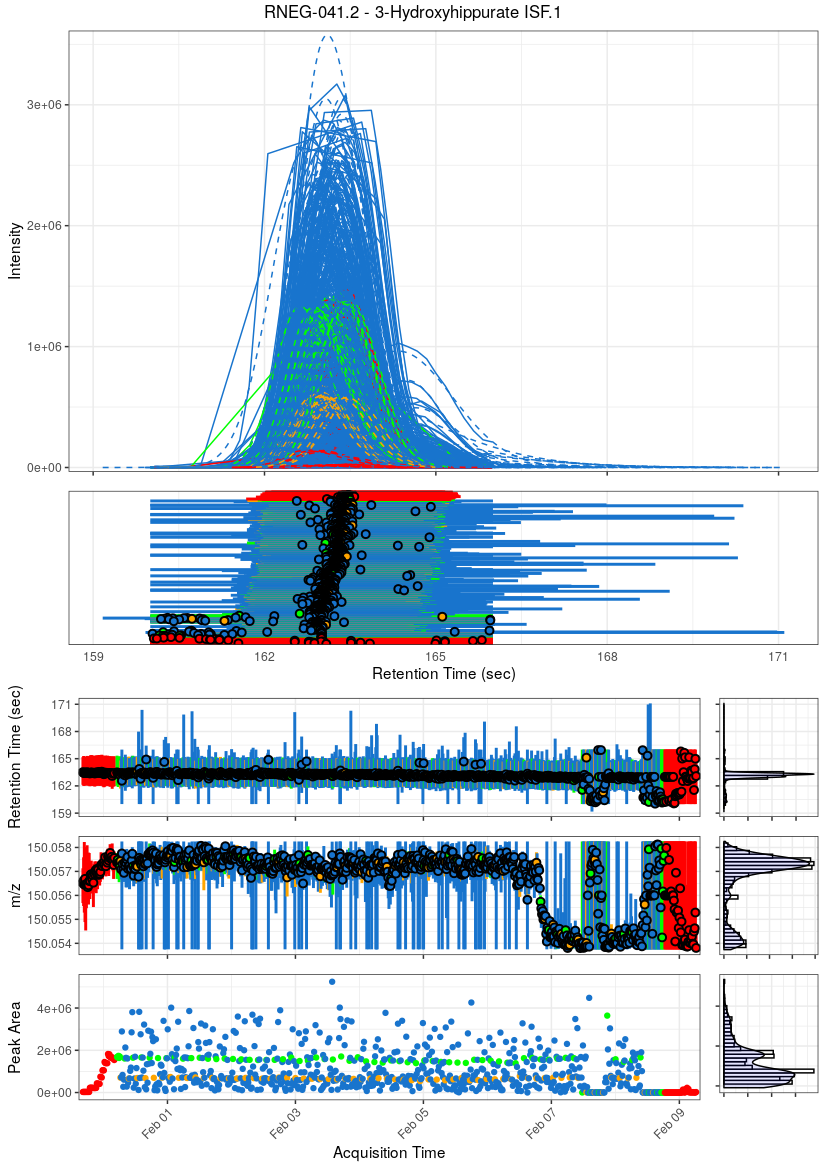 RNEG-041.2 - 3-Hydroxyhippurate ISF.1
3e+06
2e+06
1e+06
0e+00
Intensity
159 162 165 168 171
Retention Time (sec)
171
168
165
162
159
Retention Time (sec)
150.058
150.057
150.056
150.055
150.054
m/z
4e+06
2e+06
0e+00
Peak Area
Feb 01 Feb 03 Feb 05 Feb 07 Feb 09
Acquisition Time